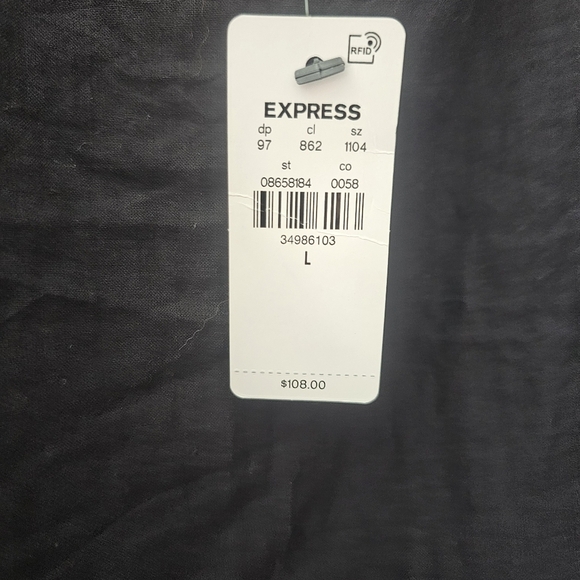 RFID
EXPRESS
dp cl sz
97 862 1104
st co
08658184 0058
34986103
L
$108.00